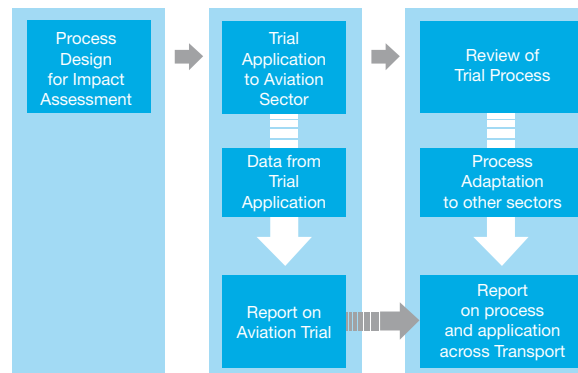 Process
Design
for Impact
Assessment
Trial
Application
to Aviation
Sector
Review of
Trial Process
Data from
Trial
Application
Process
Adaptation
to other sectors
Report on
Aviation Trial
Report
on process
and application
across Transport